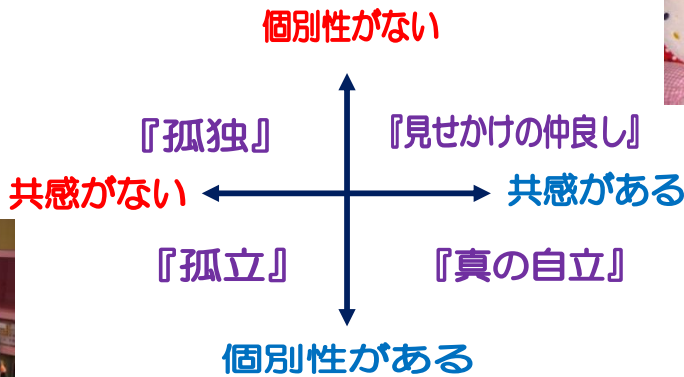 個別性がない
『孤独』
『見せかけの仲良し』
共感がない
共感がある
『孤立』
『真の自立』
個別性がある